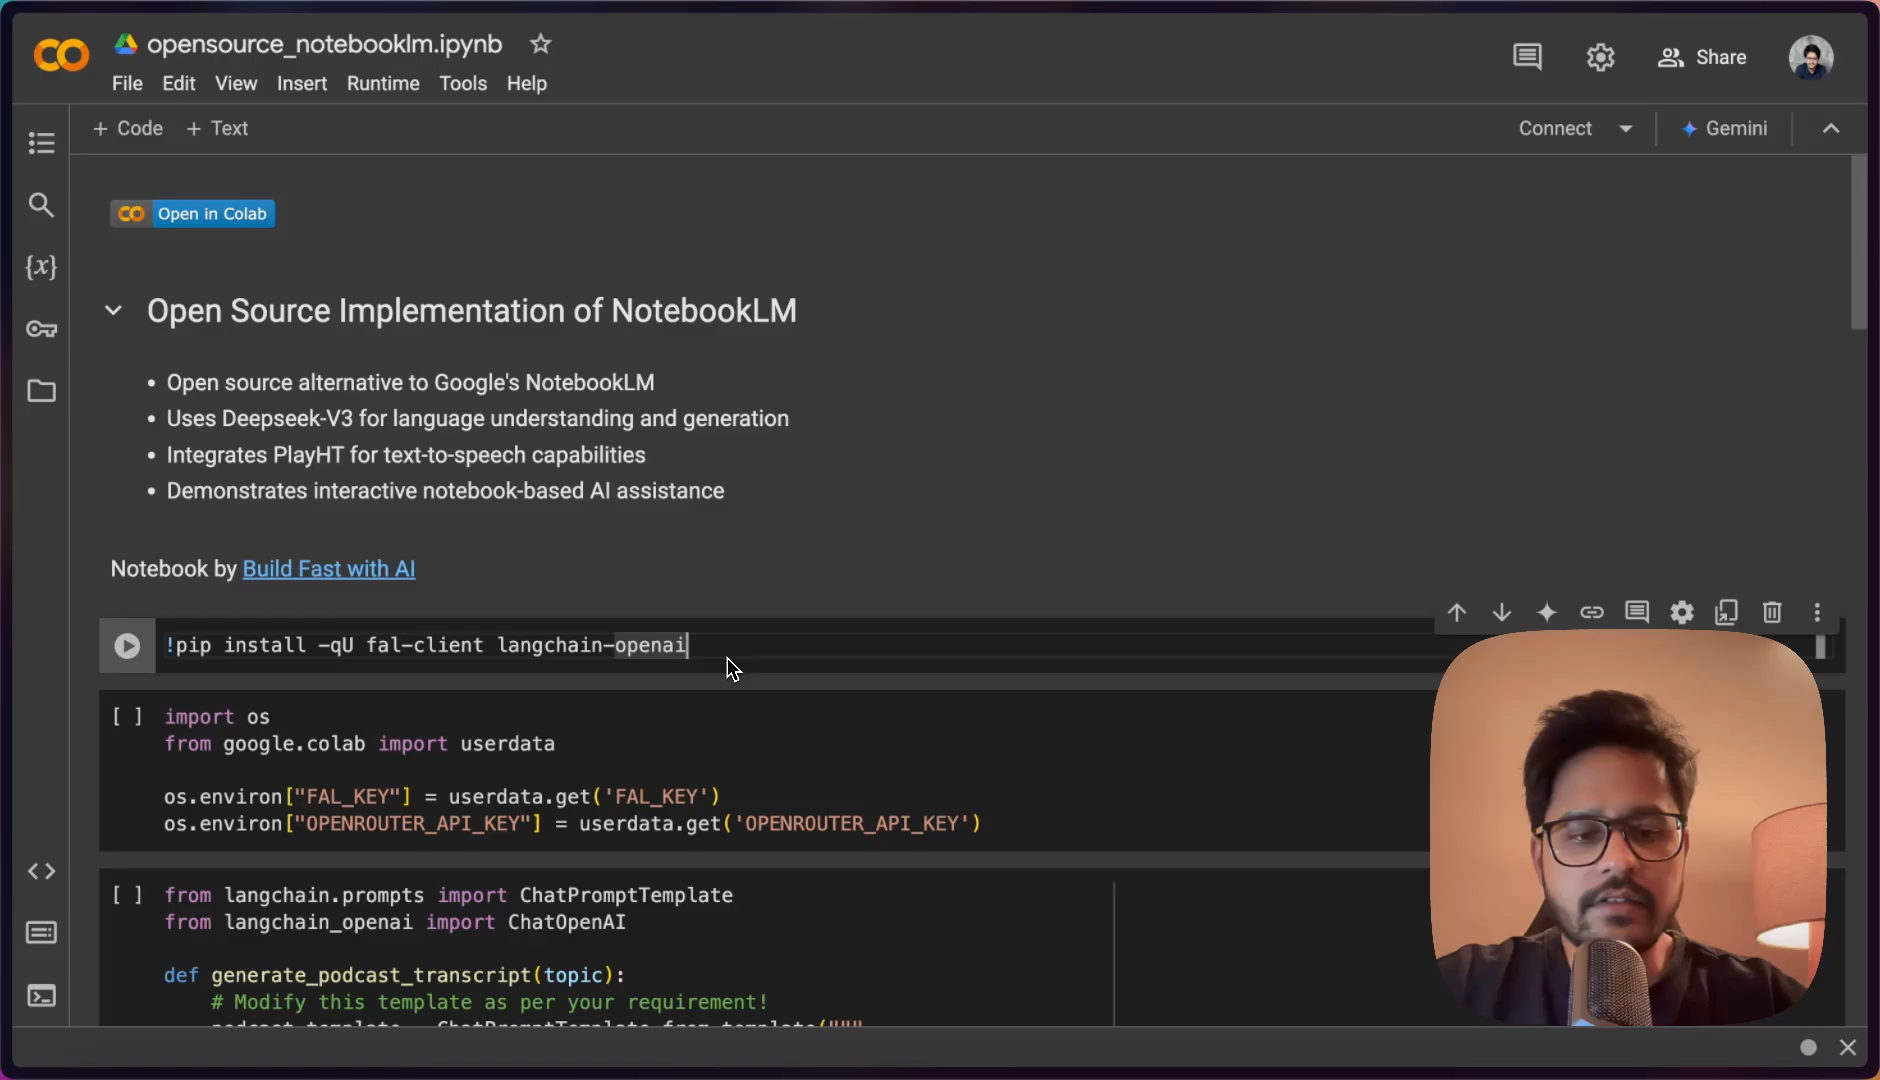 opensource_notebooklm.ipynb
File Edit View Insert Runtime Tools Help
Share
+ Code + Text
Connect
Gemini
Open in Colab
{x}
Open Source Implementation of NotebookLM
• Open source alternative to Google's NotebookLM
• Uses Deepseek-V3 for language understanding and generation
• Integrates PlayHT for text-to-speech capabilities
• Demonstrates interactive notebook-based AI assistance
Notebook by Build Fast with AI
!pip install -qU fal-client langchain-openai
[ ] import os
from google.colab import userdata
os.environ["FAL_KEY"] = userdata.get('FAL_KEY')
os.environ["OPENROUTER_API_KEY"] = userdata.get('OPENROUTER_API_KEY')
[ ] from langchain.prompts import ChatPromptTemplate
from langchain_openai import ChatOpenAI
def generate_podcast_transcript(topic):
# Modify this template as per your requirement!
podcast_template = ChatPromptTemplate.from_template("""